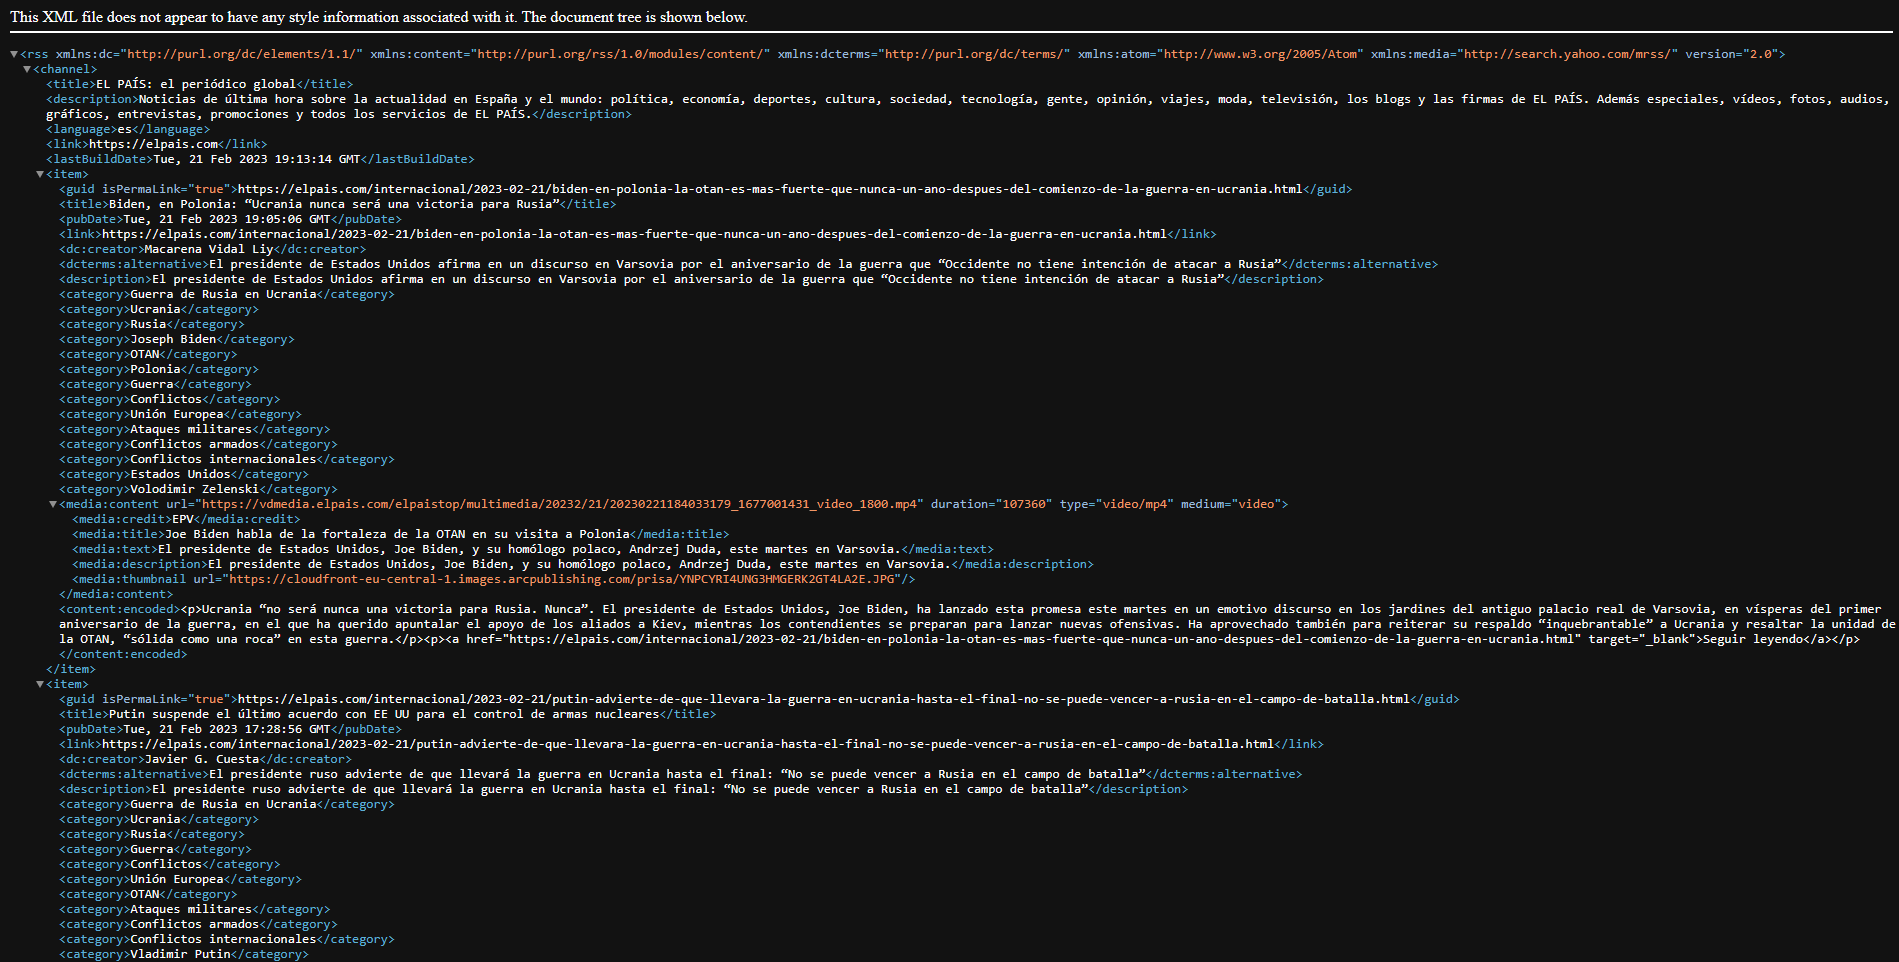 This XML file does not appear to have any style information associated with it. The document tree is shown below.
▼<rss xmlns:dc="http://purl.org/dc/elements/1.1/" xmlns:content="http://purl.org/rss/1.0/modules/content/" xmlns:dcterms="http://purl.org/dc/terms/" xmlns:atom="http://www.w3.org/2005/Atom" xmlns:media="http://search.yahoo.com/mrss/" version="2.0">
▼<channel>
<title>EL PAÍS: el periódico global</title>
<description>Noticias de última hora sobre la actualidad en España y el mundo: política, economía, deportes, cultura, sociedad, tecnología, gente, opinión, viajes, moda, televisión, los blogs y las firmas de EL PAÍS. Además especiales, vídeos, fotos, audios,
gráficos, entrevistas, promociones y todos los servicios de EL PAÍS.</description>
<language>es</language>
<link>https://elpais.com</link>
<lastBuildDate>Tue, 21 Feb 2023 19:13:14 GMT</lastBuildDate>
▼<item>
<guid isPermaLink="true">https://elpais.com/internacional/2023-02-21/biden-en-polonia-la-otan-es-mas-fuerte-que-nunca-un-ano-despues-del-comienzo-de-la-guerra-en-ucrania.html</guid>
<title>Biden, en Polonia: “Ucrania nunca será una victoria para Rusia”</title>
<pubDate>Tue, 21 Feb 2023 19:05:06 GMT</pubDate>
<link>https://elpais.com/internacional/2023-02-21/biden-en-polonia-la-otan-es-mas-fuerte-que-nunca-un-ano-despues-del-comienzo-de-la-guerra-en-ucrania.html</link>
<dc:creator>Macarena Vidal Liy</dc:creator>
<dcterms:alternative>El presidente de Estados Unidos afirma en un discurso en Varsovia por el aniversario de la guerra que “Occidente no tiene intención de atacar a Rusia”</dcterms:alternative>
<description>El presidente de Estados Unidos afirma en un discurso en Varsovia por el aniversario de la guerra que “Occidente no tiene intención de atacar a Rusia”</description>
<category>Guerra de Rusia en Ucrania</category>
<category>Ucrania</category>
<category>Rusia</category>
<category>Joseph Biden</category>
<category>OTAN</category>
<category>Polonia</category>
<category>Guerra</category>
<category>Conflictos</category>
<category>Unión Europea</category>
<category>Ataques militares</category>
<category>Conflictos armados</category>
<category>Conflictos internacionales</category>
<category>Estados Unidos</category>
<category>Volodimir Zelenski</category>
▼<media:content url="https://vdmedia.elpais.com/elpaistop/multimedia/20232/21/20230221184033179_1677001431_video_1800.mp4" duration="107360" type="video/mp4" medium="video">
<media:credit>EPV</media:credit>
<media:title>Joe Biden habla de la fortaleza de la OTAN en su visita a Polonia</media:title>
<media:text>El presidente de Estados Unidos, Joe Biden, y su homólogo polaco, Andrzej Duda, este martes en Varsovia.</media:text>
<media:description>El presidente de Estados Unidos, Joe Biden, y su homólogo polaco, Andrzej Duda, este martes en Varsovia.</media:description>
<media:thumbnail url="https://cloudfront-eu-central-1.images.arcpublishing.com/prisa/YNPCYRI4UNG3HMGERK2GT4LA2E.JPG"/>
</media:content>
<content:encoded><p>Ucrania “no será nunca una victoria para Rusia. Nunca”. El presidente de Estados Unidos, Joe Biden, ha lanzado esta promesa este martes en un emotivo discurso en los jardines del antiguo palacio real de Varsovia, en vísperas del primer
aniversario de la guerra, en el que ha querido apuntalar el apoyo de los aliados a Kiev, mientras los contendientes se preparan para lanzar nuevas ofensivas. Ha aprovechado también para reiterar su respaldo “inquebrantable” a Ucrania y resaltar la unidad de
la OTAN, “sólida como una roca” en esta guerra.</p><p><a href="https://elpais.com/internacional/2023-02-21/biden-en-polonia-la-otan-es-mas-fuerte-que-nunca-un-ano-despues-del-comienzo-de-la-guerra-en-ucrania.html" target="_blank">Seguir leyendo</a></p>
</content:encoded>
</item>
▼<item>
<guid isPermaLink="true">https://elpais.com/internacional/2023-02-21/putin-advierte-de-que-llevara-la-guerra-en-ucrania-hasta-el-final-no-se-puede-vencer-a-rusia-en-el-campo-de-batalla.html</guid>
<title>Putin suspende el último acuerdo con EE UU para el control de armas nucleares</title>
<pubDate>Tue, 21 Feb 2023 17:28:56 GMT</pubDate>
<link>https://elpais.com/internacional/2023-02-21/putin-advierte-de-que-llevara-la-guerra-en-ucrania-hasta-el-final-no-se-puede-vencer-a-rusia-en-el-campo-de-batalla.html</link>
<dc:creator>Javier G. Cuesta</dc:creator>
<dcterms:alternative>El presidente ruso advierte de que llevará la guerra en Ucrania hasta el final: “No se puede vencer a Rusia en el campo de batalla”</dcterms:alternative>
<description>El presidente ruso advierte de que llevará la guerra en Ucrania hasta el final: “No se puede vencer a Rusia en el campo de batalla”</description>
<category>Guerra de Rusia en Ucrania</category>
<category>Ucrania</category>
<category>Rusia</category>
<category>Guerra</category>
<category>Conflictos</category>
<category>Unión Europea</category>
<category>OTAN</category>
<category>Ataques militares</category>
<category>Conflictos armados</category>
<category>Conflictos internacionales</category>
<category>Vladimir Putin</category>